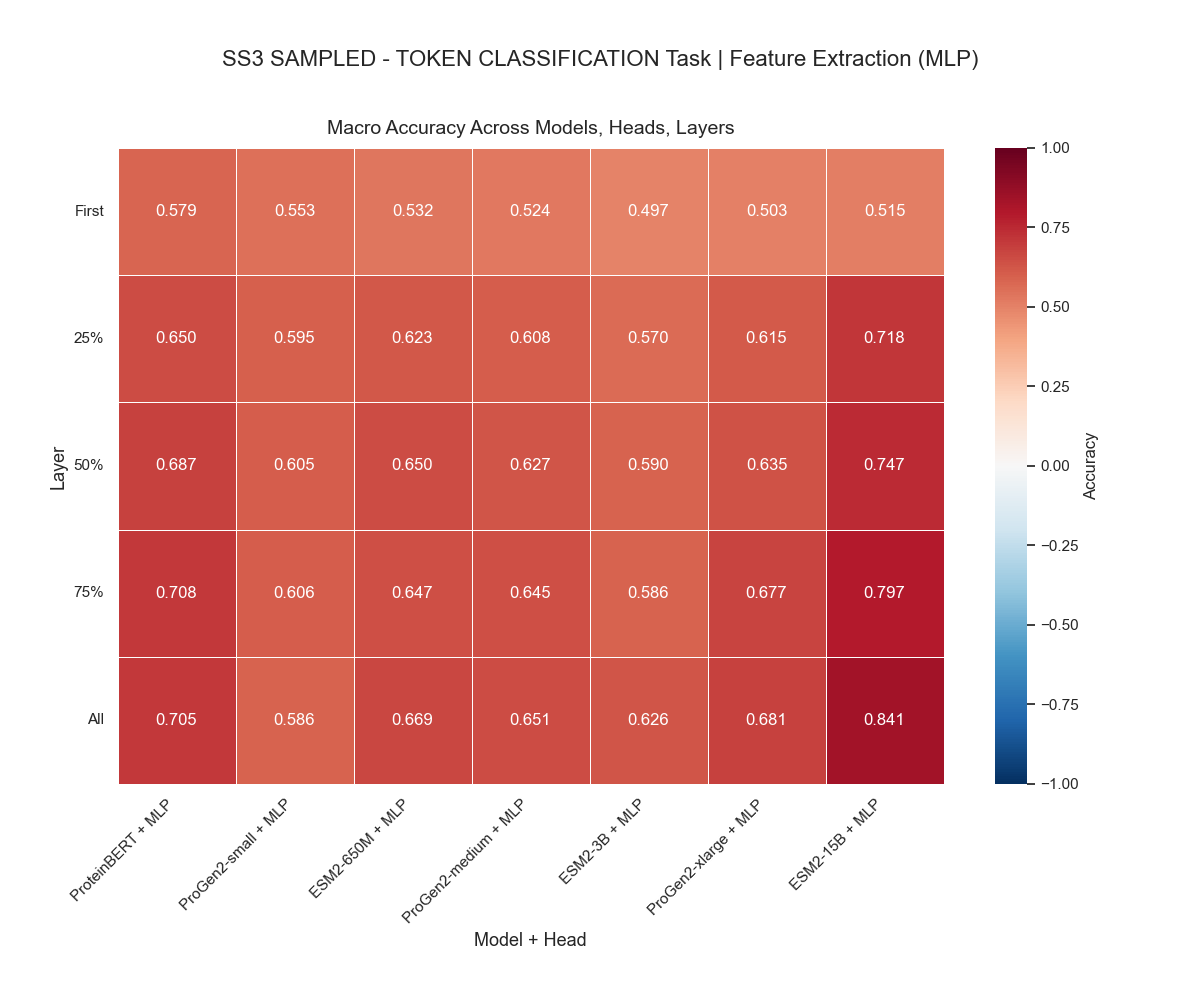 SS3 SAMPLED - TOKEN CLASSIFICATION Task | Feature Extraction (MLP)
Macro Accuracy Across Models, Heads, Layers
Layer
First 0.579 0.553 0.532 0.524 0.497 0.503 0.515
25% 0.650 0.595 0.623 0.608 0.570 0.615 0.718
50% 0.687 0.605 0.650 0.627 0.590 0.635 0.747
75% 0.708 0.606 0.647 0.645 0.586 0.677 0.797
All 0.705 0.586 0.669 0.651 0.626 0.681 0.841
ProteinBERT + MLP
ProGen2-small + MLP
ESM2-650M + MLP
ProGen2-medium + MLP
ESM2-3B + MLP
ProGen2-xlarge + MLP
ESM2-15B + MLP
Model + Head
1.00
0.75
0.50
0.25
0.00
−0.25
−0.50
−0.75
−1.00
Accuracy